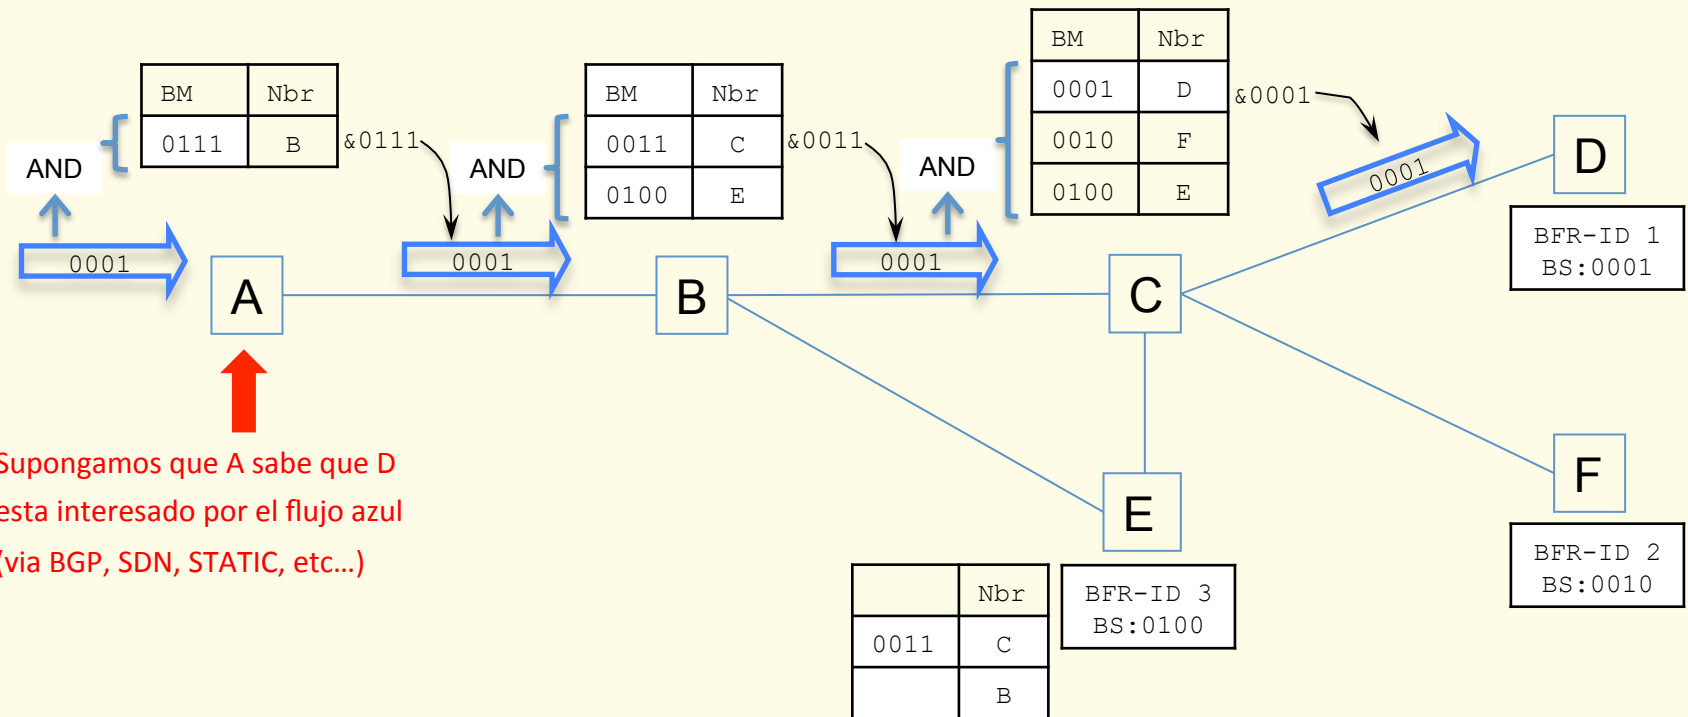 BM Nbr
0111 B
&0111
AND
0001
A
BM Nbr
0011 C
0100 E
&0011
AND
0001
B
BM Nbr
0001 D
0010 F
0100 E
&0001
AND
0001
C
0001
D
BFR-ID 1
BS:0001
F
BFR-ID 2
BS:0010
E
BFR-ID 3
BS:0100
Nbr
0011 C
B
Supongamos que A sabe que D
esta interesado por el flujo azul
(via BGP, SDN, STATIC, etc...)